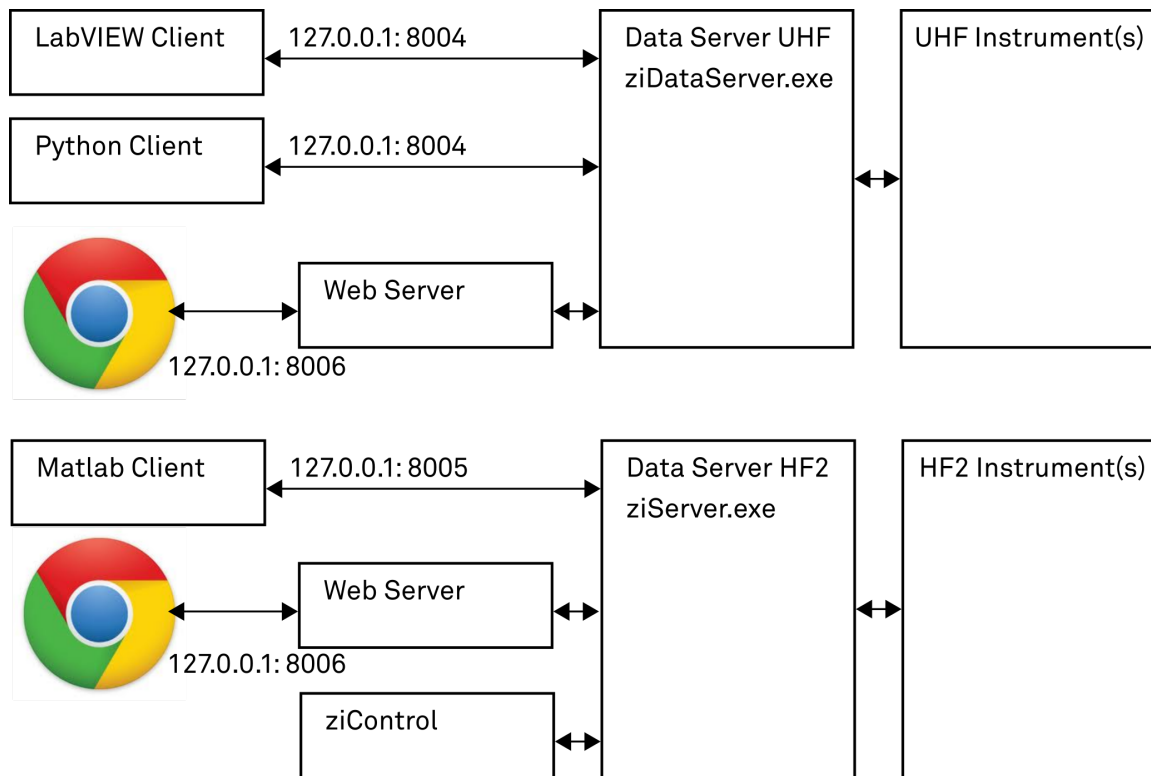 LabVIEW Client
127.0.0.1: 8004
Data Server UHF
ziDataServer.exe
UHF Instrument(s)
Python Client
127.0.0.1: 8004
Web Server
127.0.0.1: 8006
Matlab Client
127.0.0.1: 8005
Data Server HF2
ziServer.exe
HF2 Instrument(s)
Web Server
127.0.0.1: 8006
ziControl